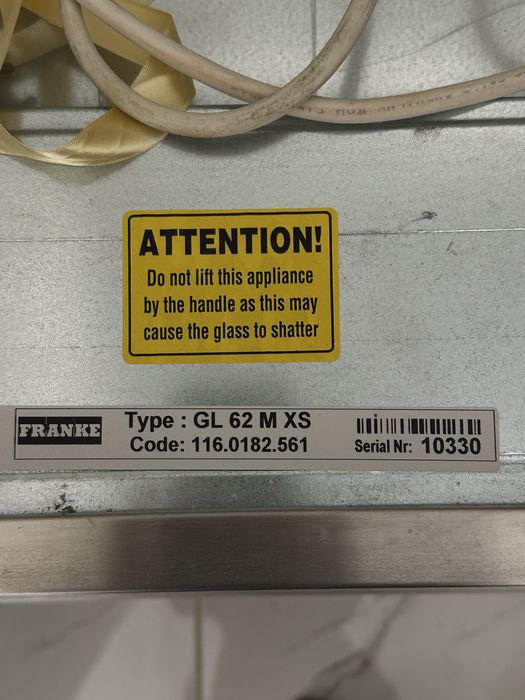 ATTENTION!
Do not lift this appliance
by the handle as this may
cause the glass to shatter
FRANKE
Type : GL 62 M XS
Code: 116.0182.561
Serial Nr: 10330